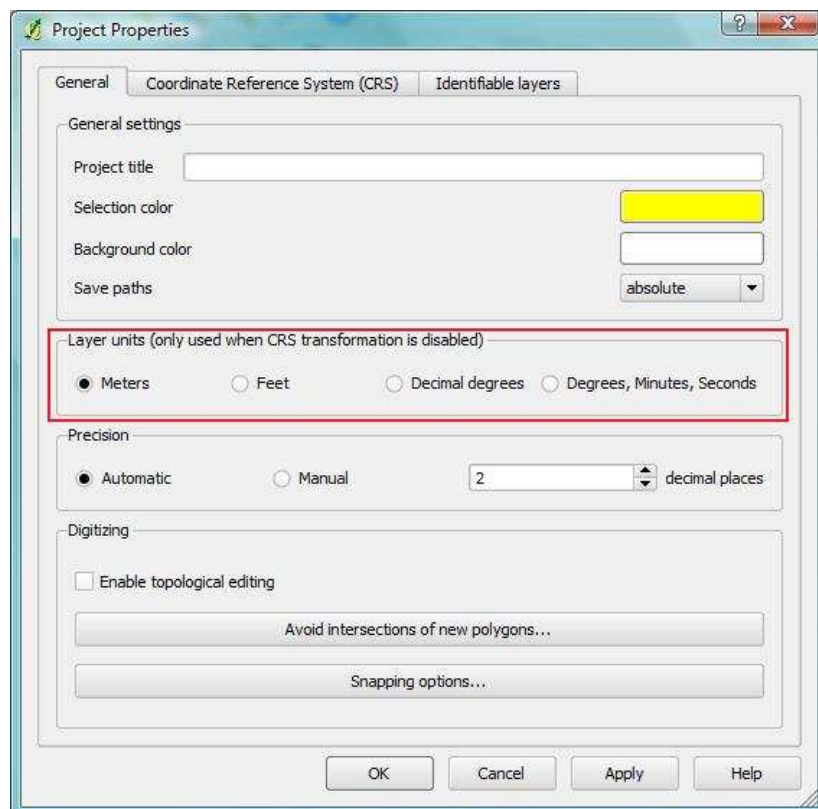 Project Properties
General Coordinate Reference System (CRS) Identifiable layers
General settings
Project title
Selection color
Background color
Save paths absolute
Layer units (only used when CRS transformation is disabled)
Meters Feet Decimal degrees Degrees, Minutes, Seconds
Precision
Automatic Manual 2 decimal places
Digitizing
Enable topological editing
Avoid intersections of new polygons...
Snapping options...
OK Cancel Apply Help